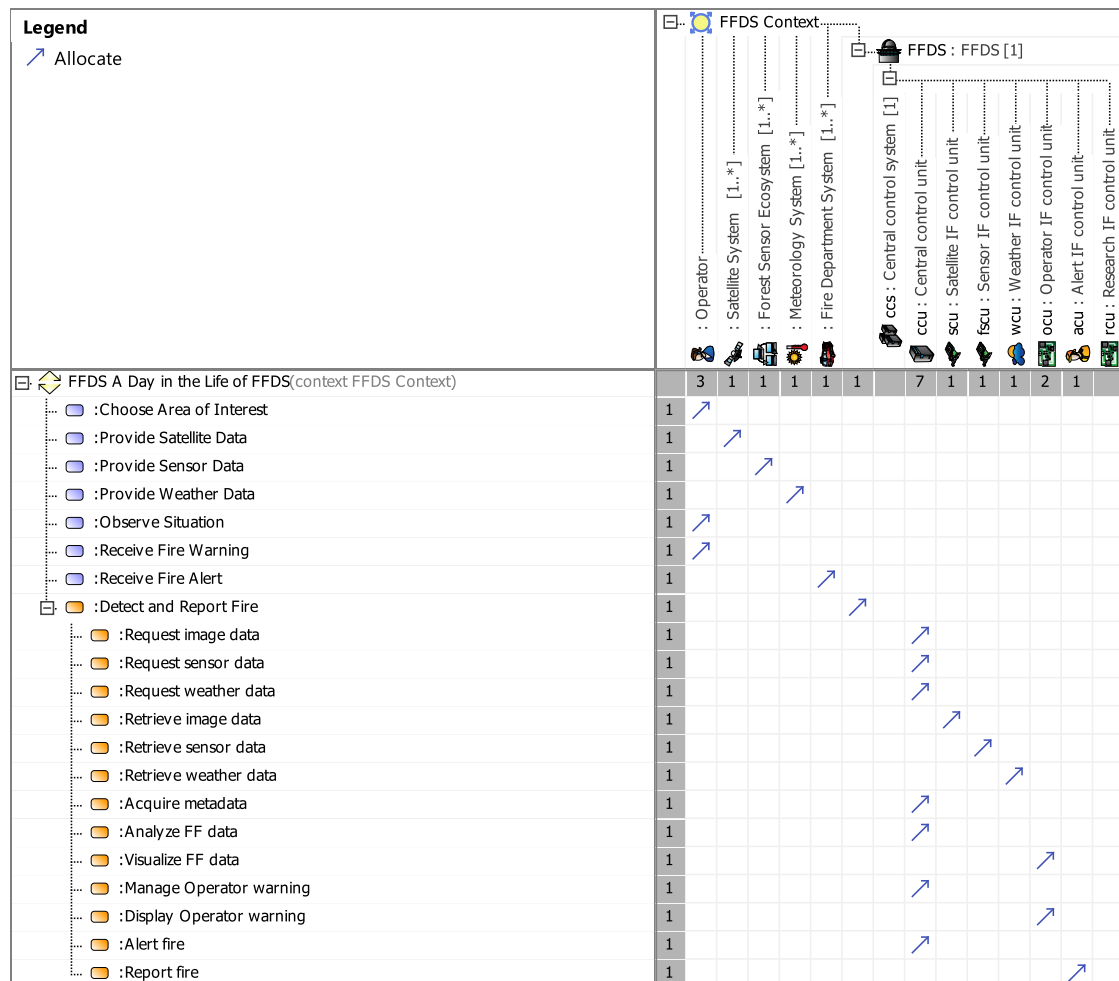 Legend
Allocate
FFDS Context
FFDS : FFDS [1]
: Operator
: Satellite System [1..*]
: Forest Sensor Ecosystem [1..*]
: Meteorology System [1..*]
: Fire Department System [1..*]
ccs : Central control system [1]
ccu : Central control unit
scu : Satellite IF control unit
fscu : Sensor IF control unit
wcu : Weather IF control unit
ocu : Operator IF control unit
acu : Alert IF control unit
rcu : Research IF control unit
FFDS A Day in the Life of FFDS(context FFDS Context) 3 1 1 1 1 1 7 1 1 1 2 1
:Choose Area of Interest 1
:Provide Satellite Data 1
:Provide Sensor Data 1
:Provide Weather Data 1
:Observe Situation 1
:Receive Fire Warning 1
:Receive Fire Alert 1
:Detect and Report Fire 1
:Request image data 1
:Request sensor data 1
:Request weather data 1
:Retrieve image data 1
:Retrieve sensor data 1
:Retrieve weather data 1
:Acquire metadata 1
:Analyze FF data 1
:Visualize FF data 1
:Manage Operator warning 1
:Display Operator warning 1
:Alert fire 1
:Report fire 1